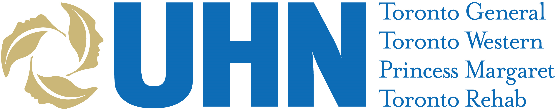 UHN
Toronto General
Toronto Western
Princess Margaret
Toronto Rehab